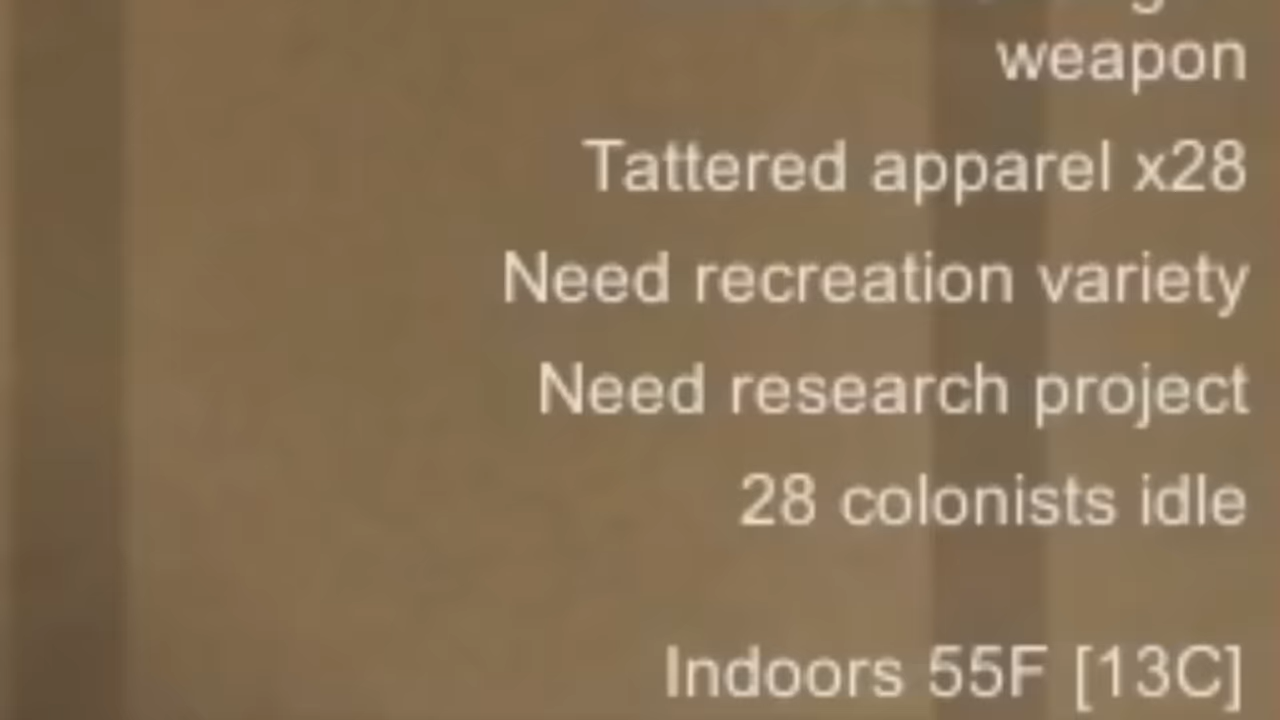 weapon
Tattered apparel x28
Need recreation variety
Need research project
28 colonists idle
Indoors 55F [13C]